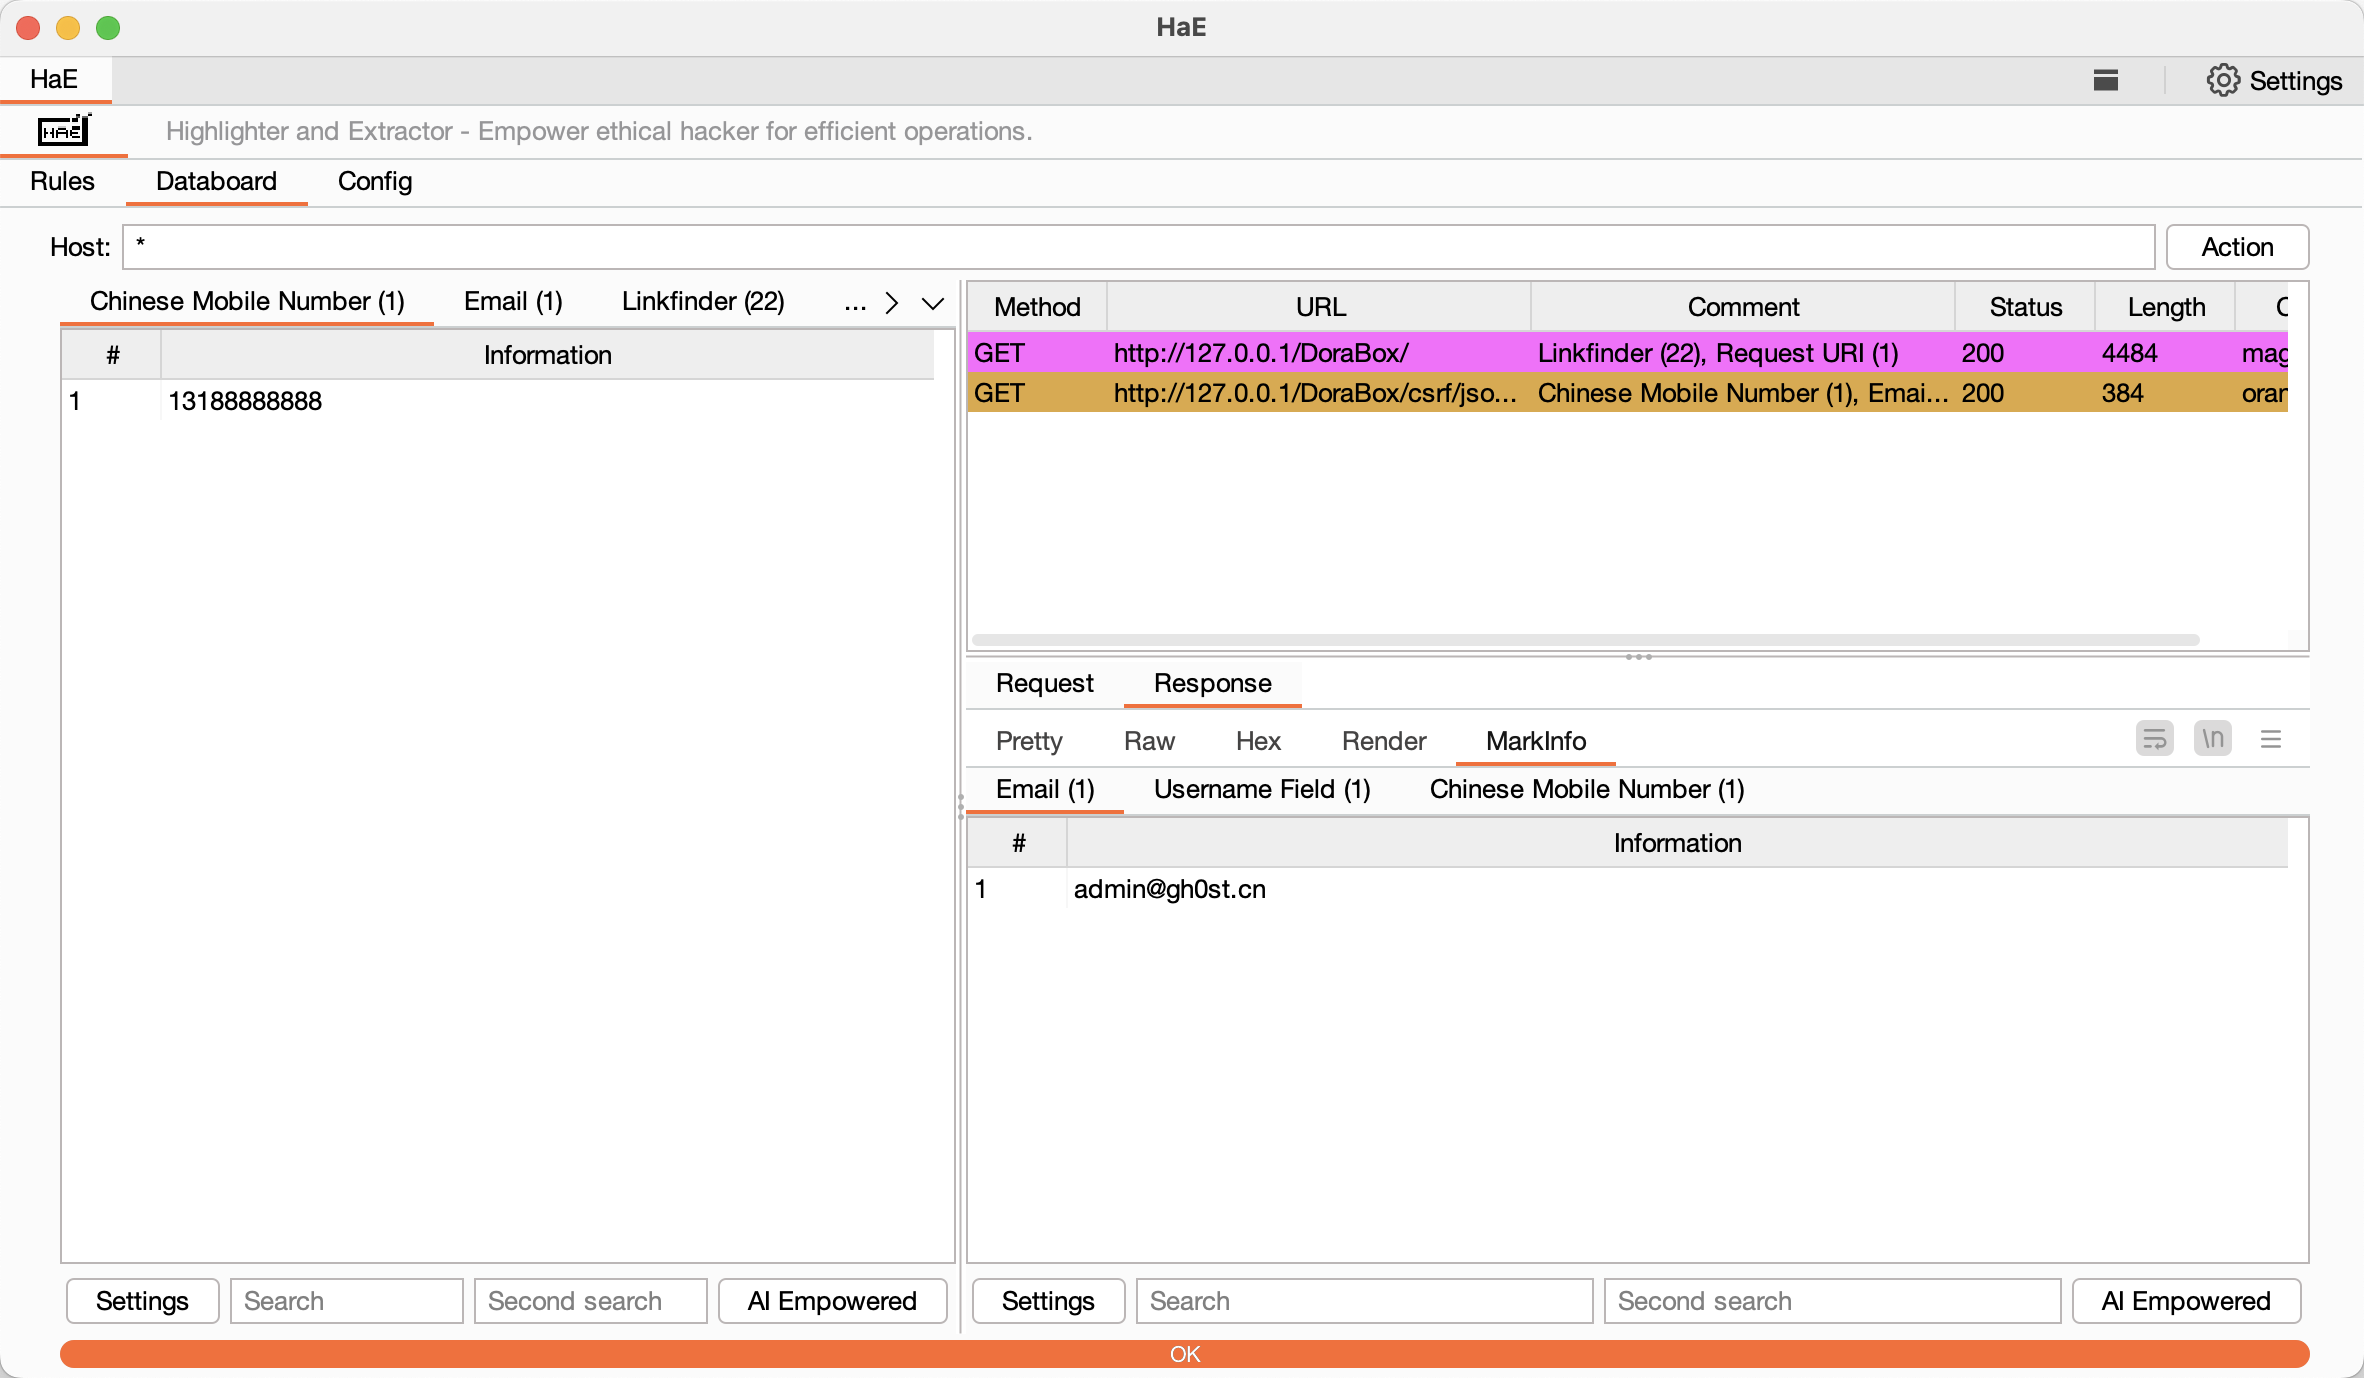 HaE
HaE
Settings
HAE
Highlighter and Extractor - Empower ethical hacker for efficient operations.
Rules Databoard Config
Host: * Action
Chinese Mobile Number (1) Email (1) Linkfinder (22) ...
# Information
1 13188888888
Method URL Comment Status Length C
GET http://127.0.0.1/DoraBox/ Linkfinder (22), Request URI (1) 200 4484 mag
GET http://127.0.0.1/DoraBox/csrf/jso... Chinese Mobile Number (1), Emai... 200 384 oran
Request Response
Pretty Raw Hex Render MarkInfo \n
Email (1) Username Field (1) Chinese Mobile Number (1)
# Information
1 admin@gh0st.cn
Settings Search Second search AI Empowered
Settings Search Second search AI Empowered
OK